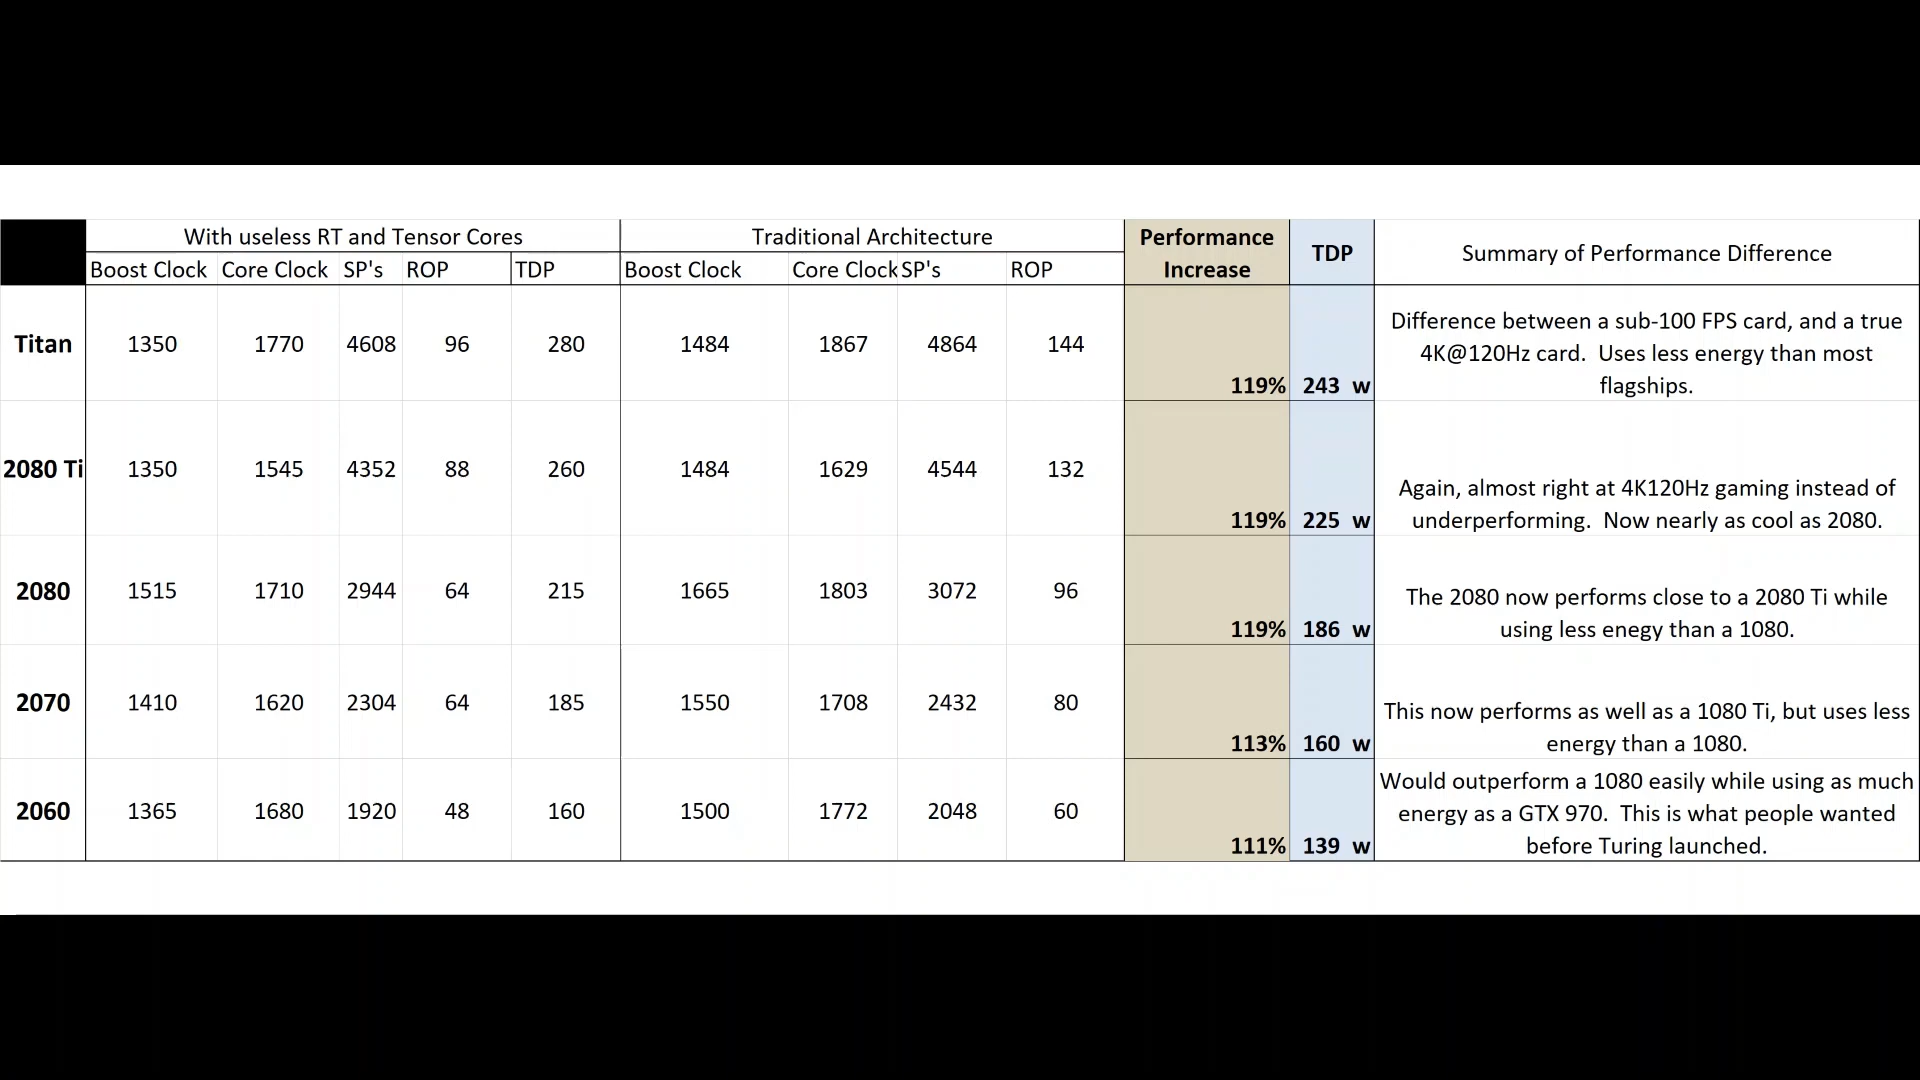 With useless RT and Tensor Cores Traditional Architecture Performance Increase TDP Summary of Performance Difference
Boost Clock Core Clock SP's ROP TDP Boost Clock Core Clock SP's ROP
Titan 1350 1770 4608 96 280 1484 1867 4864 144 119% 243 w
Difference between a sub-100 FPS card, and a true
4K@120Hz card. Uses less energy than most
flagships.
2080 Ti 1350 1545 4352 88 260 1484 1629 4544 132 119% 225 w
Again, almost right at 4K120Hz gaming instead of
underperforming. Now nearly as cool as 2080.
2080 1515 1710 2944 64 215 1665 1803 3072 96 119% 186 w
The 2080 now performs close to a 2080 Ti while
using less enegy than a 1080.
2070 1410 1620 2304 64 185 1550 1708 2432 80 113% 160 w
This now performs as well as a 1080 Ti, but uses less
energy than a 1080.
2060 1365 1680 1920 48 160 1500 1772 2048 60 111% 139 w
Would outperform a 1080 easily while using as much
energy as a GTX 970. This is what people wanted
before Turing launched.